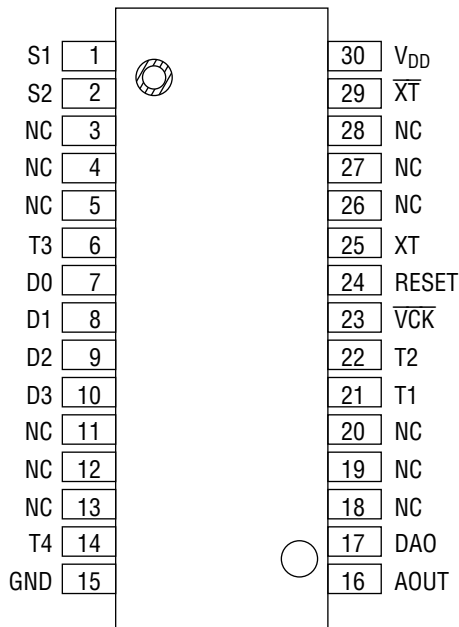 S1 1 30 VDD
S2 2 29 X̅T̅
NC 3 28 NC
NC 4 27 NC
NC 5 26 NC
T3 6 25 XT
D0 7 24 RESET
D1 8 23 V̅C̅K̅
D2 9 22 T2
D3 10 21 T1
NC 11 20 NC
NC 12 19 NC
NC 13 18 NC
T4 14 17 DAO
GND 15 16 AOUT